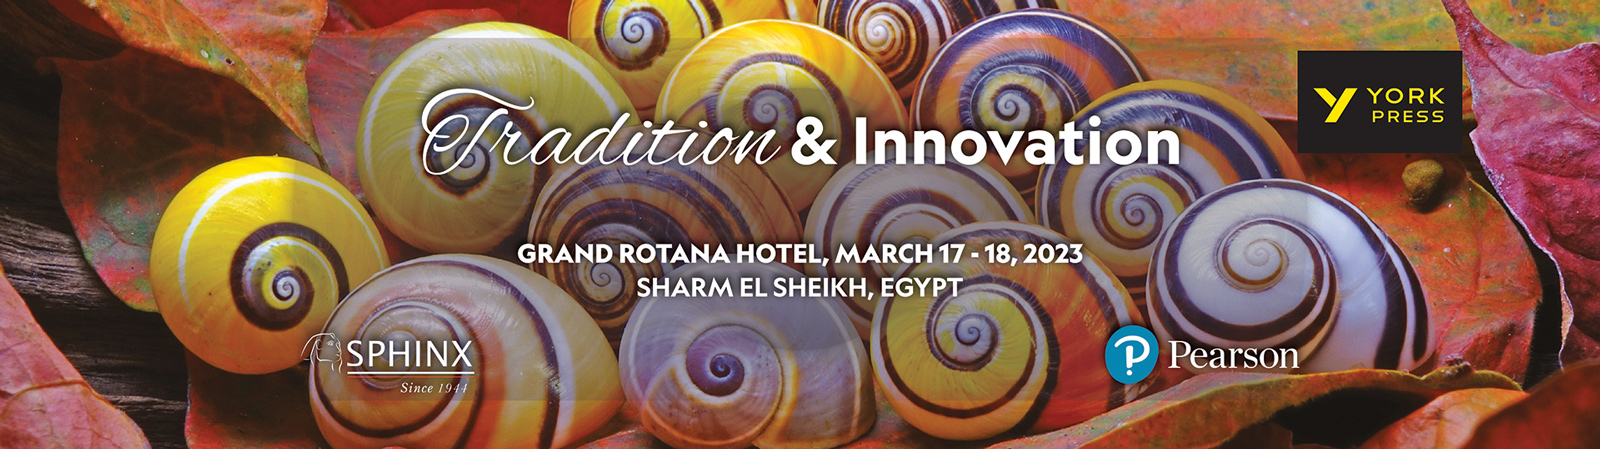 YORK
PRESS
Tradition & Innovation
GRAND ROTANA HOTEL, MARCH 17 - 18, 2023
SHARM EL SHEIKH, EGYPT
SPHINX
Since 1944
Pearson